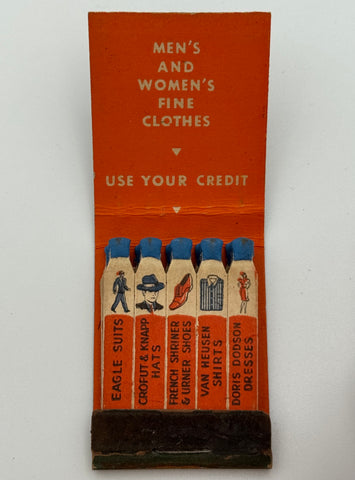 MEN'S
AND
WOMEN'S
FINE
CLOTHES
USE YOUR CREDIT
EAGLE SUITS
CROFUT & KNAPP
HATS
FRENCH SHRINER
& URNER SHOES
VAN HEUSEN
SHIRTS
DORIS DODSON
DRESSES